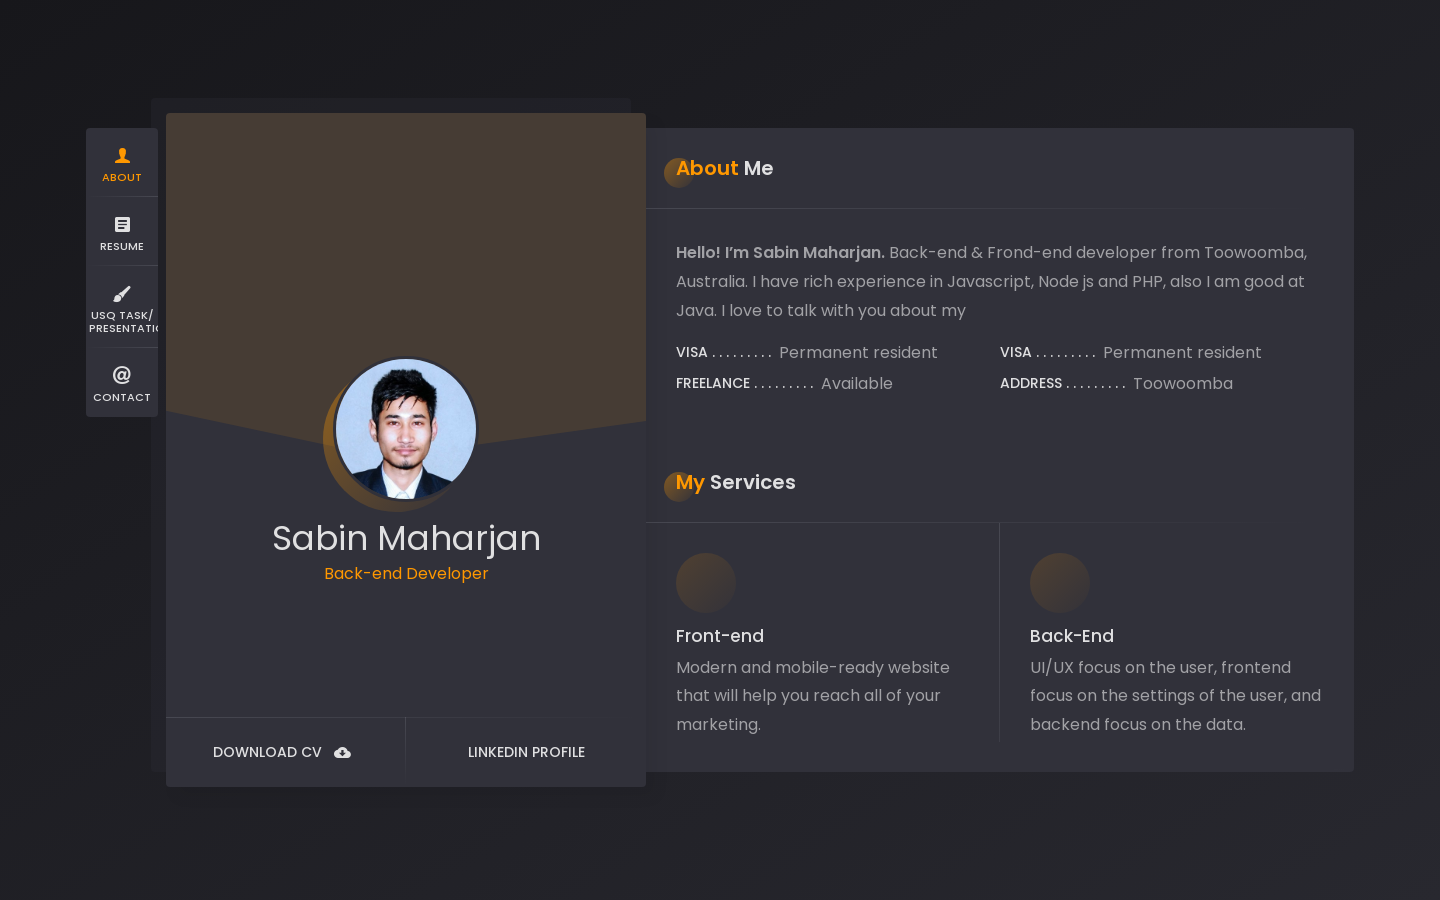 ABOUT
RESUME
USQ TASK/
PRESENTATIO
CONTACT
Sabin Maharjan
Back-end Developer
DOWNLOAD CV
LINKEDIN PROFILE
About Me
Hello! I’m Sabin Maharjan. Back-end & Frond-end developer from Toowoomba,
Australia. I have rich experience in Javascript, Node js and PHP, also I am good at
Java. I love to talk with you about my
VISA . . . . . . . . . Permanent resident
VISA . . . . . . . . . Permanent resident
FREELANCE . . . . . . . . . Available
ADDRESS . . . . . . . . . Toowoomba
My Services
Front-end
Modern and mobile-ready website
that will help you reach all of your
marketing.
Back-End
UI/UX focus on the user, frontend
focus on the settings of the user, and
backend focus on the data.